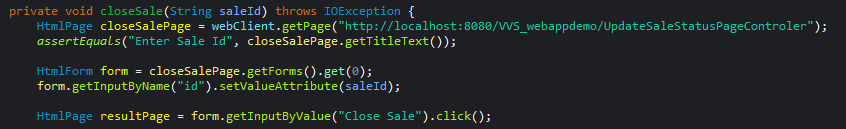 private void closeSale(String saleId) throws IOException {
HtmlPage closeSalePage = webClient.getPage("http://localhost:8080/VVS_webappdemo/UpdateSaleStatusPageControler");
assertEquals("Enter Sale Id", closeSalePage.getTitleText());
HtmlForm form = closeSalePage.getForms().get(0);
form.getInputByName("id").setValueAttribute(saleId);
HtmlPage resultPage = form.getInputByValue("Close Sale").click();